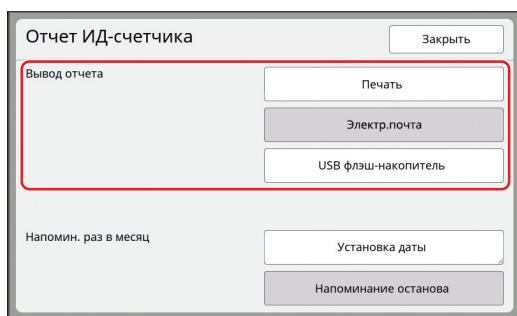 Отчет ИД-счетчика
Закрыть
Вывод отчета
Печать
Электр.почта
USB флэш-накопитель
Напомин. раз в месяц
Установка даты
Напоминание останова